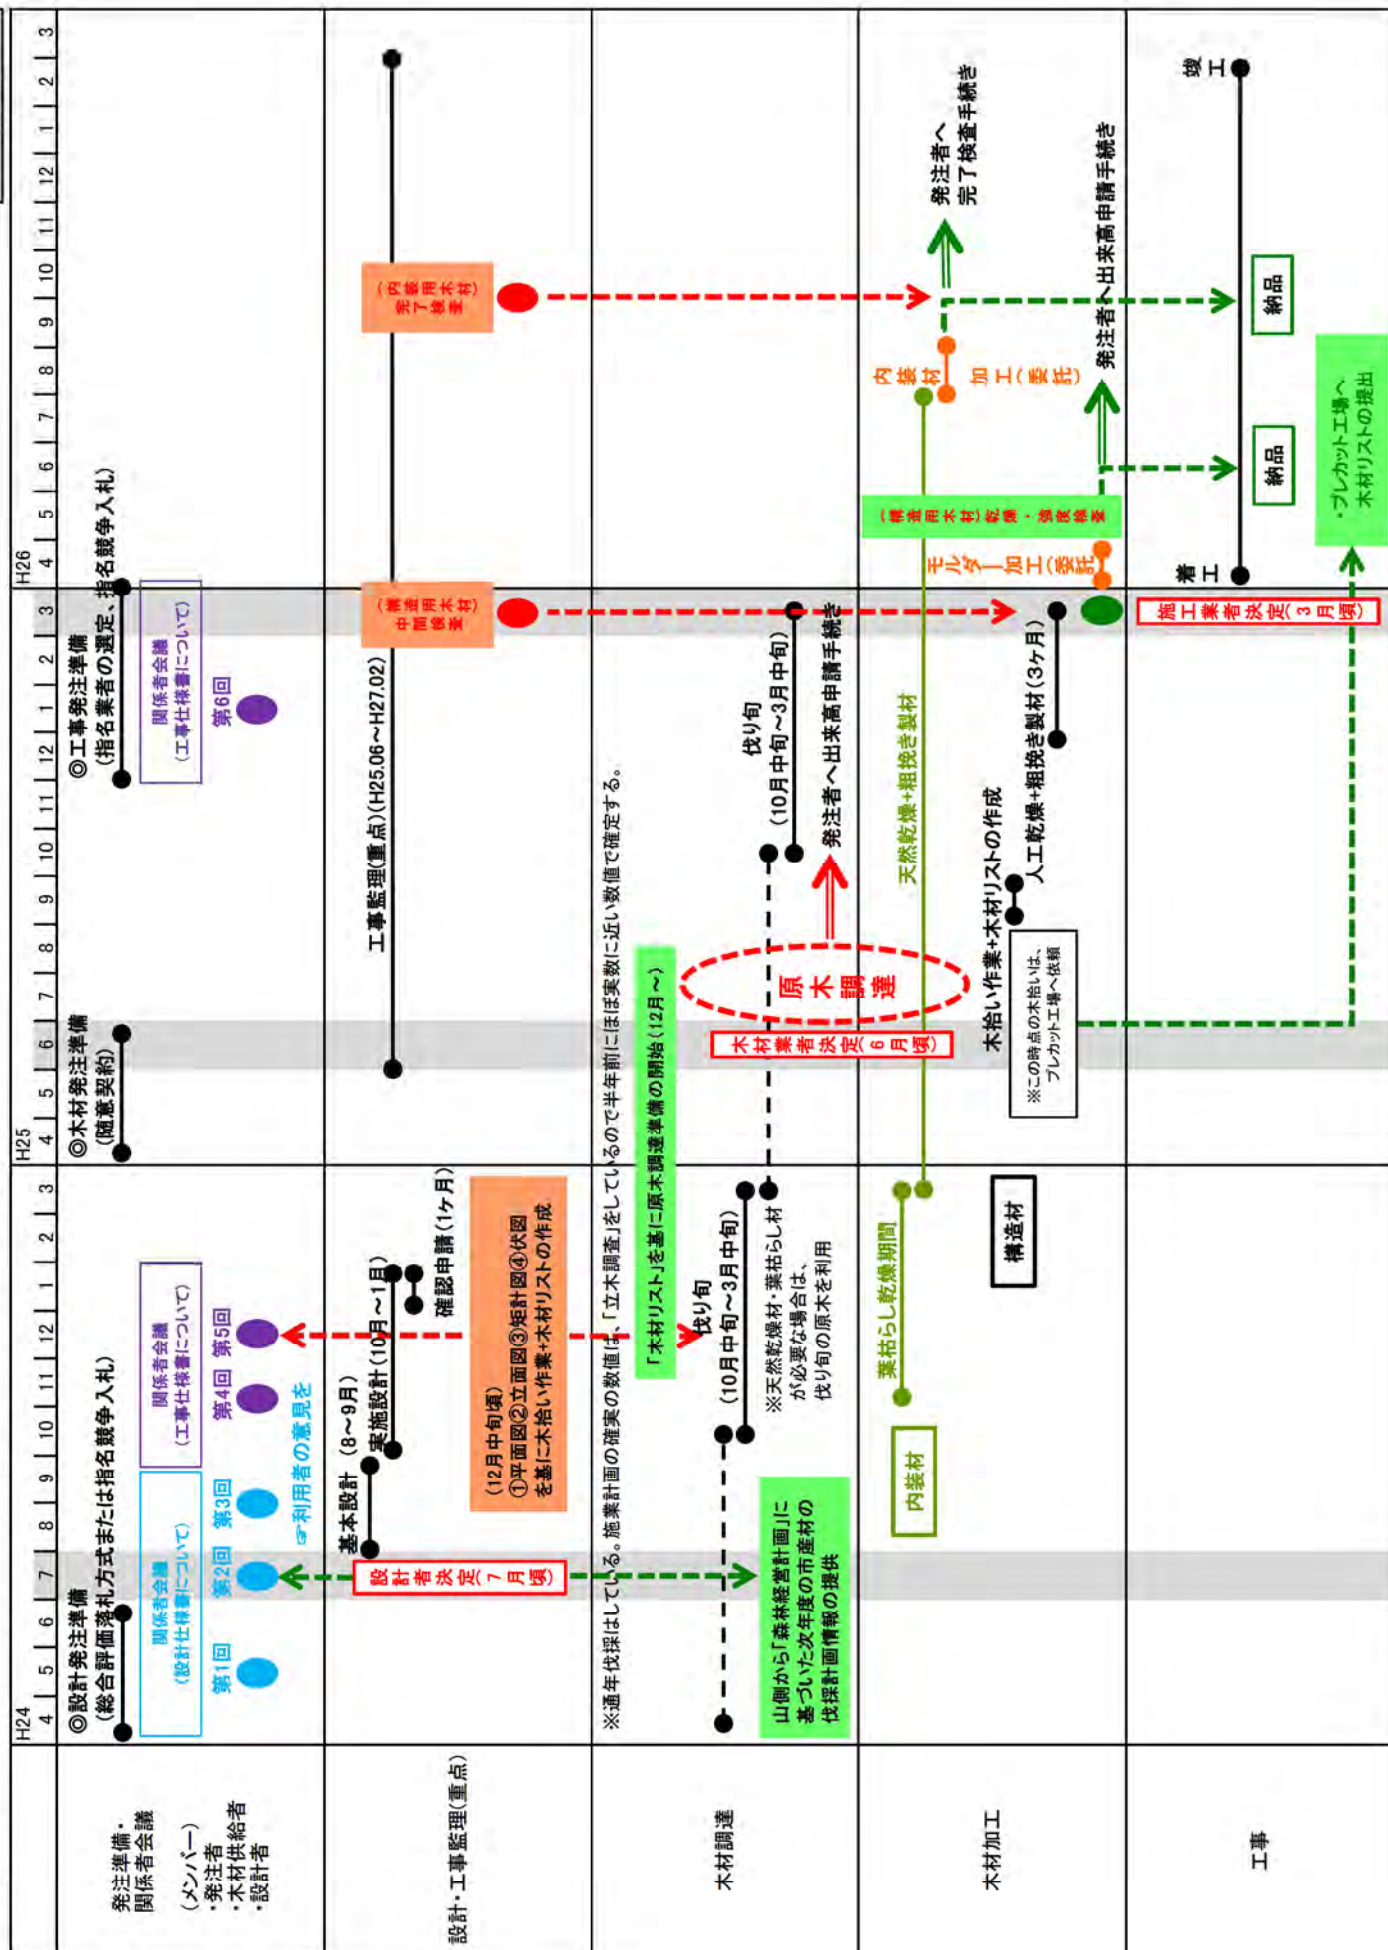 H24
H25
H26
4 5 6 7 8 9 10 11 12 1 2 3
4 5 6 7 8 9 10 11 12 1 2 3
4 5 6 7 8 9 10 11 12 1 2 3
発注準備・
関係者会議
(メンバー)
・発注者
・木材供給者
・設計者
◎設計発注準備
(総合評価落札方式または指名競争入札)
関係者会議
(設計仕様書について)
第1回
第2回
第3回
☞利用者の意見を
関係者会議
(工事仕様書について)
第4回
第5回
◎木材発注準備
(随意契約)
◎工事発注準備
(指名業者の選定、指名競争入札)
関係者会議
(工事仕様書について)
第6回
設計・工事監理(重点)
設計者決定(7月頃)
基本設計 (8~9月)
実施設計(10月~1月)
確認申請(1ヶ月)
(12月中旬頃)
①平面図②立面図③矩計図④伏図
を基に木拾い作業+木材リストの作成
工事監理(重点)(H25.06~H27.02)
(構造用木材)
中間検査
(内装用木材)
完了検査
木材調達
※通年伐採はしている。施業計画の確実の数値は、「立木調査」をしているので半年前にほぼ実数に近い数値で確定する。
「木材リスト」を基に原木調達準備の開始(12月~)
山側から「森林経営計画」に
基づいた次年度の市産材の
伐採計画情報の提供
伐り旬
(10月中旬~3月中旬)
※天然乾燥材・葉枯らし材
が必要な場合は、
伐り旬の原木を利用
木材業者決定(6月頃)
原木調達
発注者へ出来高申請手続き
伐り旬
(10月中旬~3月中旬)
木材加工
内装材
葉枯らし乾燥期間
天然乾燥+粗挽き製材
内装材
加工(委託)
発注者へ
完了検査手続き
構造材
木拾い作業+木材リストの作成
※この時点の木拾いは、
プレカット工場へ依頼
人工乾燥+粗挽き製材(3ヶ月)
モルダー加工(委託)
(構造用木材)乾燥・強度検査
発注者へ出来高申請手続き
工事
施工業者決定(3月頃)
着工
竣工
納品
納品
・プレカット工場へ
木材リストの提出